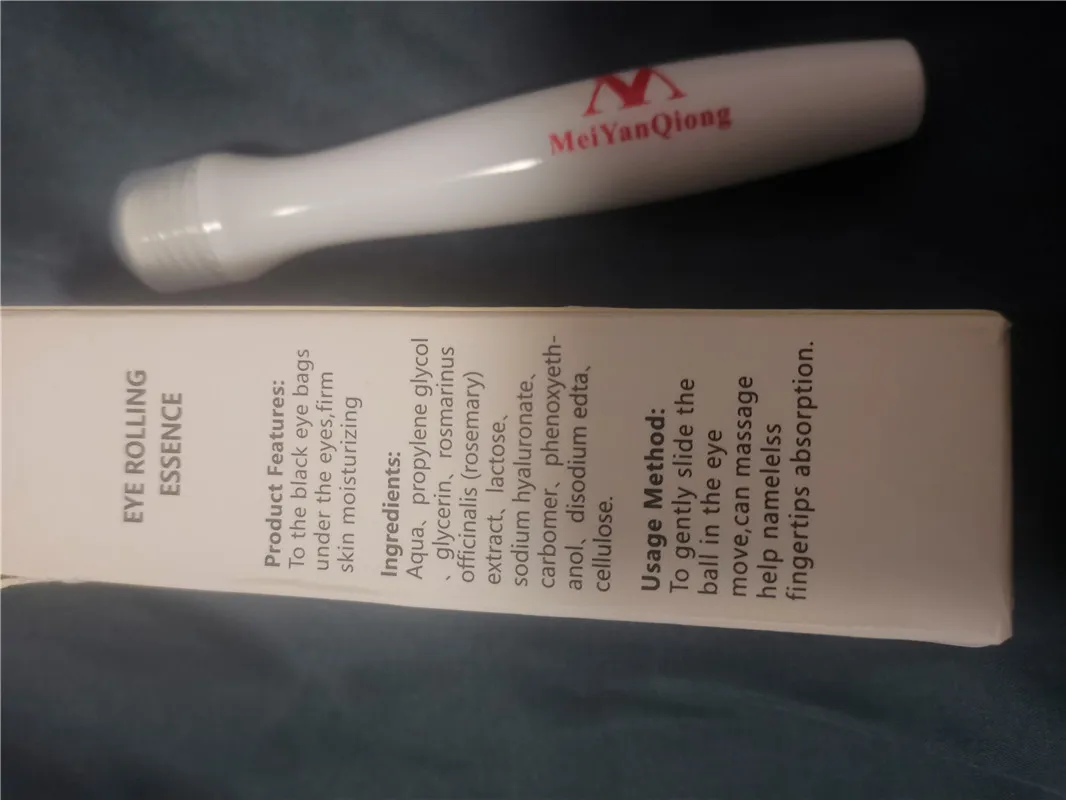 MeiYanQiong
EYE ROLLING
ESSENCE
Product Features:
To the black eye bags
under the eyes,firm
skin moisturizing
Ingredients:
Aqua、propylene glycol
、glycerin、rosmarinus
officinalis (rosemary)
extract、lactose、
sodium hyaluronate、
carbomer、phenoxyeth-
anol、disodium edta、
cellulose.
Usage Method:
To gently slide the
ball in the eye
move,can massage
help namelelss
fingertips absorption.